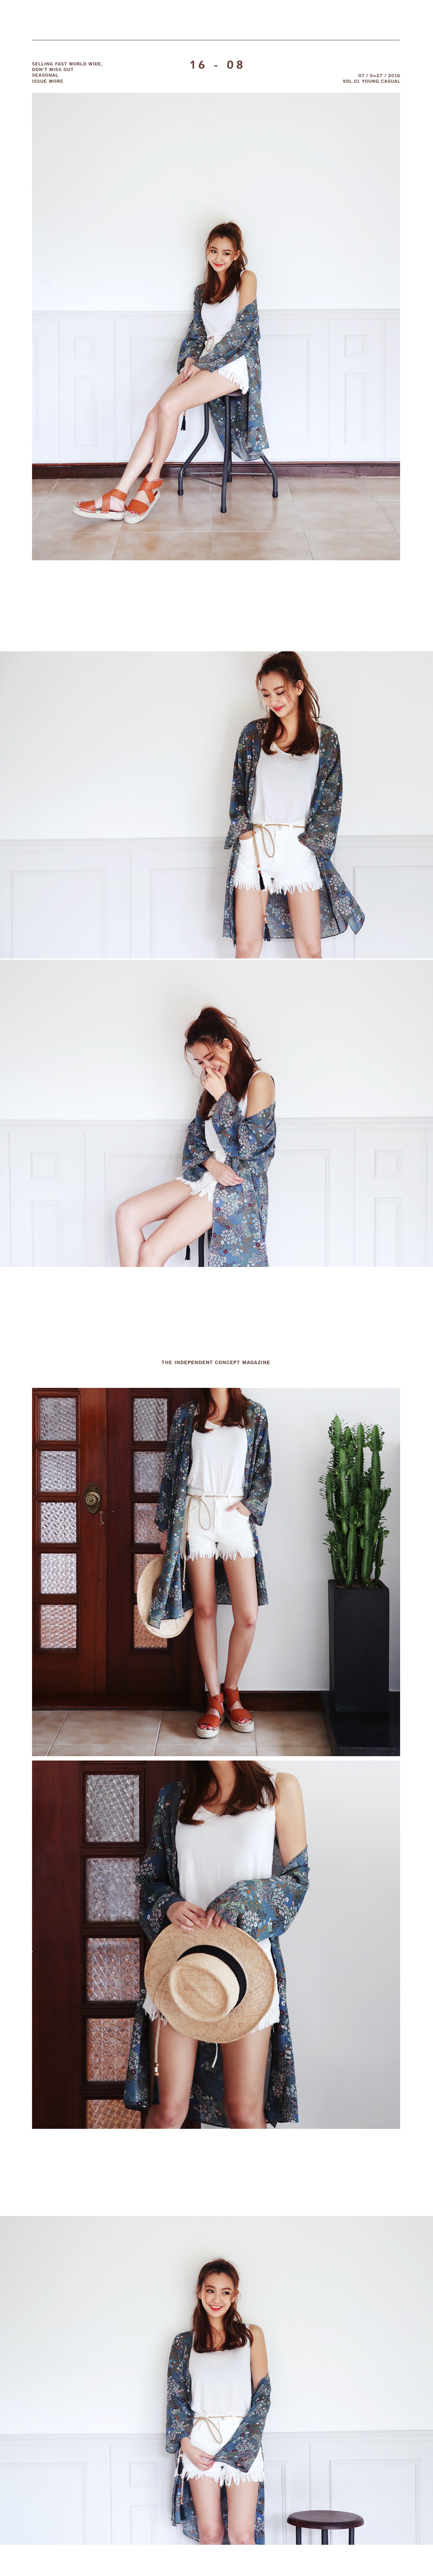 SELLING FAST WORLD WIDE,
DON'T MISS OUT
SEASONAL
ISSUE MORE
16 - 08
07 / 0=27 / 2016
VOL.01 YOUNG CASUAL
THE INDEPENDENT CONCEPT MAGAZINE